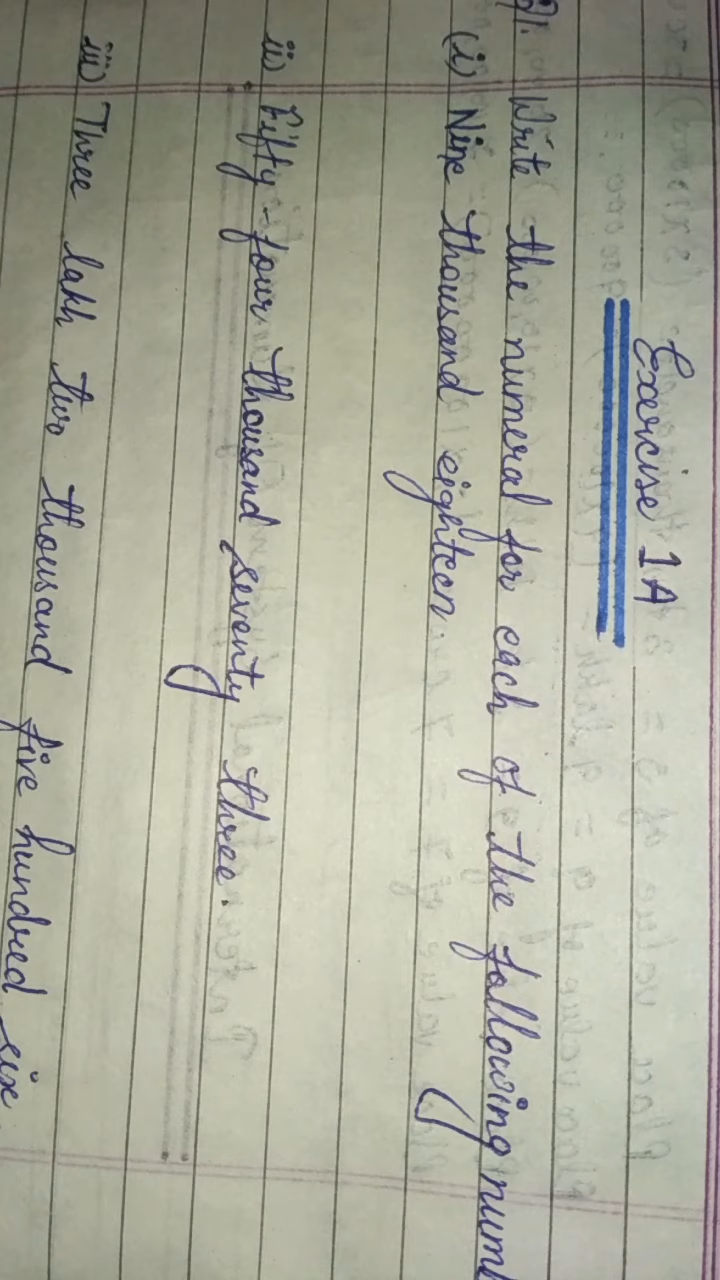 Exercise 1A
Q1. Write the numeral for each of the following num
(i) Nine thousand eighteen.
ii) Fifty-four thousand seventy three.
iii) Three lakh two thousand five hundred six.